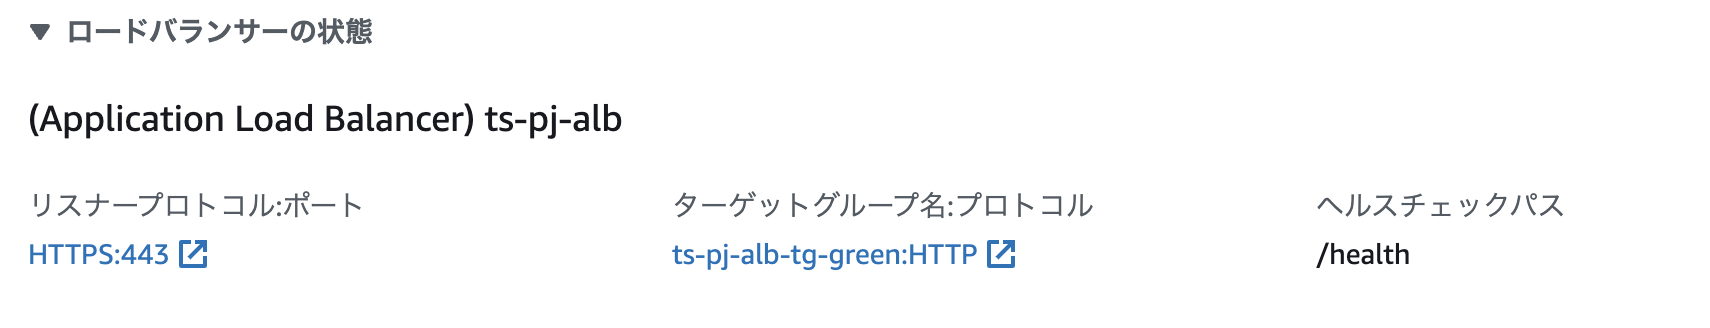 ▼ ロードバランサーの状態
(Application Load Balancer) ts-pj-alb
リスナープロトコル:ポート
HTTPS:443
ターゲットグループ名:プロトコル
ts-pj-alb-tg-green:HTTP
ヘルスチェックパス
/health